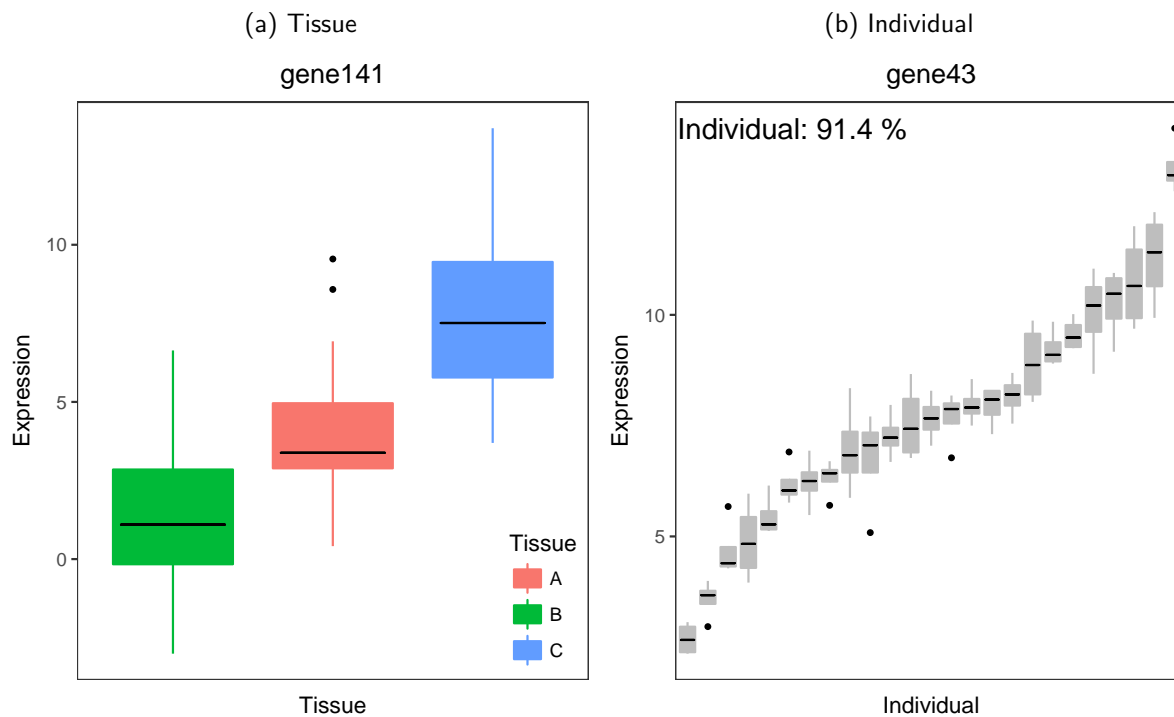 (a) Tissue
gene141
Expression
10
5
0
Tissue
A
B
C
Tissue
(b) Individual
gene43
Individual: 91.4 %
Expression
10
5
Individual